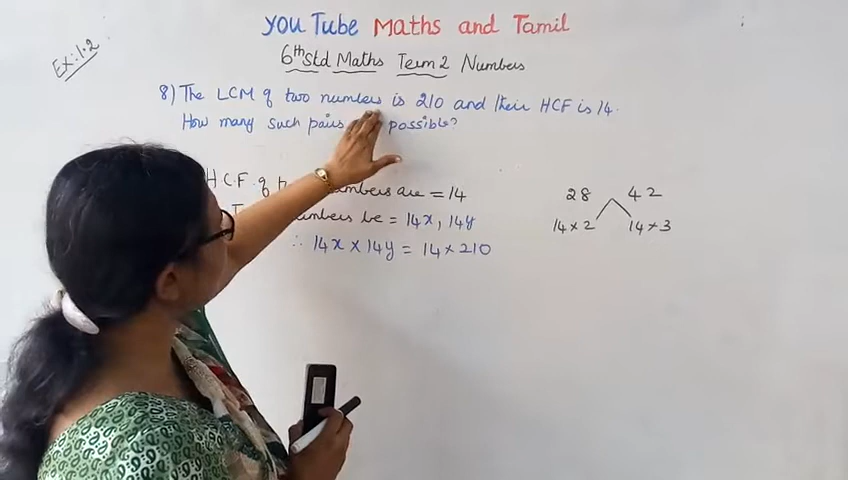 you Tube Maths and Tamil
Ex:1.2
6th Std Maths Term 2 Numbers
8) The LCM of two numbers is 210 and their HCF is 14.
How many such pairs possible?
H.C.F. of numbers are = 14
numbers be = 14x, 14y
∴ 14x × 14y = 14 × 210
28 42
14×2 14×3